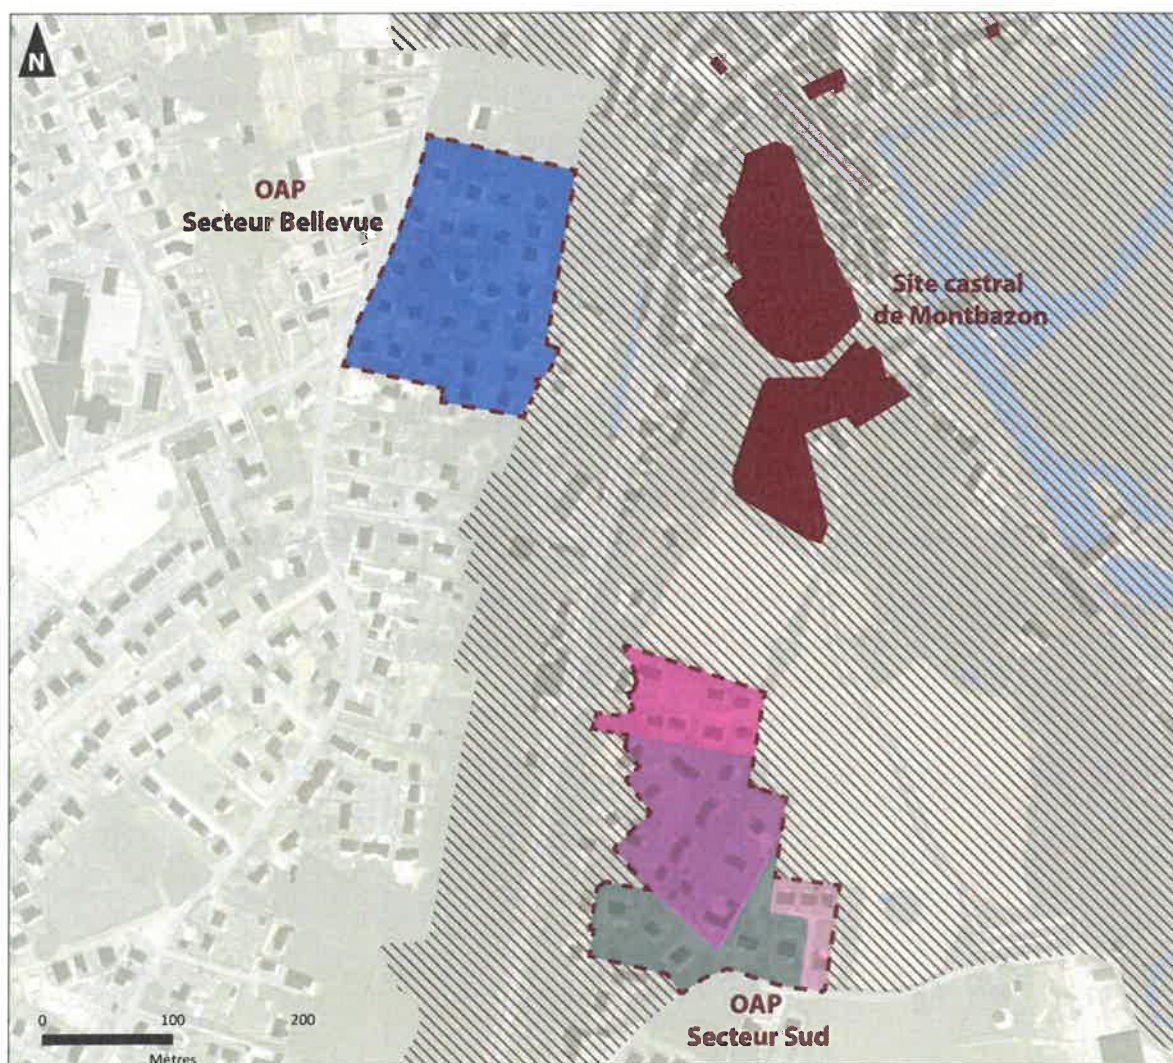 N
OAP
Secteur Bellevue
Site castral
de Montbazon
OAP
Secteur Sud
0 100 200
Mètres